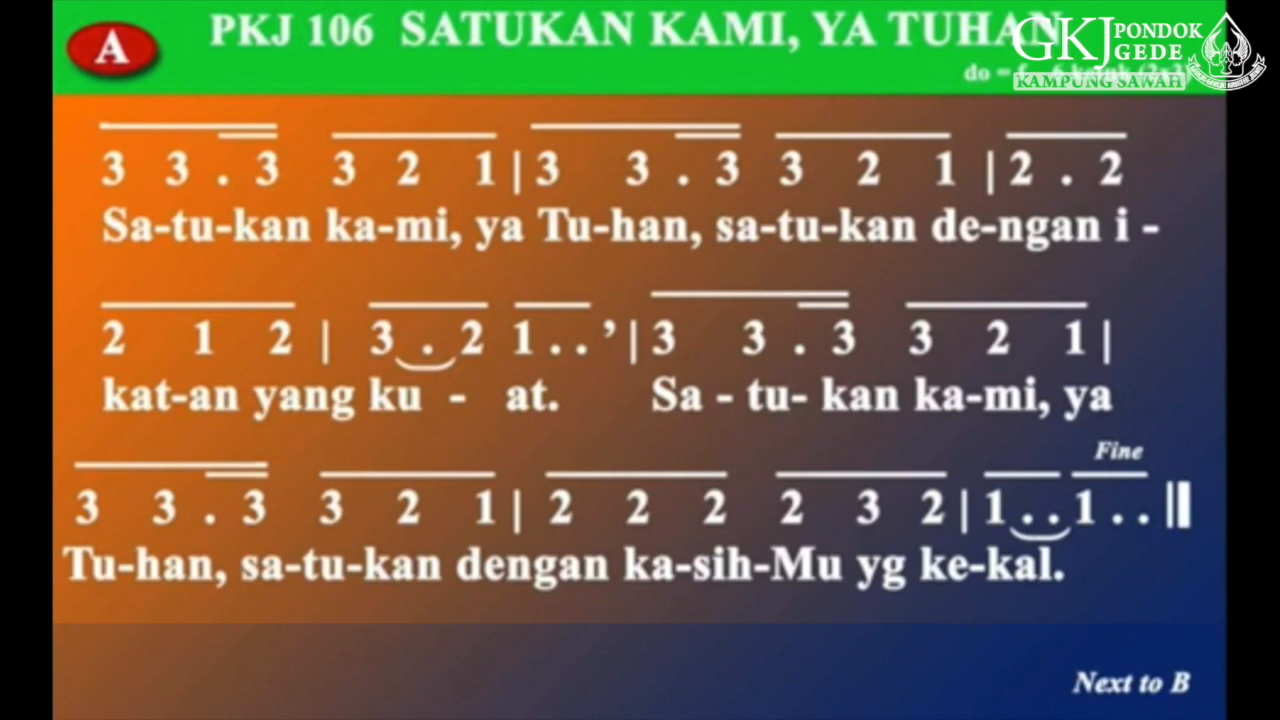 A
PKJ 106 SATUKAN KAMI, YA TUHAN
GKJ PONDOK GEDE
KAMPUNG SAWAH
do = f
3 3 . 3 3 2 1 | 3 3 . 3 3 2 1 | 2 . 2
Sa-tu-kan ka-mi, ya Tu-han, sa-tu-kan de-ngan i -
2 1 2 | 3 . 2 1 . . ’ | 3 3 . 3 3 2 1 |
kat-an yang ku - at. Sa - tu- kan ka-mi, ya
Fine
3 3 . 3 3 2 1 | 2 2 2 2 3 2 | 1 . . 1 . . ||
Tu-han, sa-tu-kan dengan ka-sih-Mu yg ke-kal.
Next to B